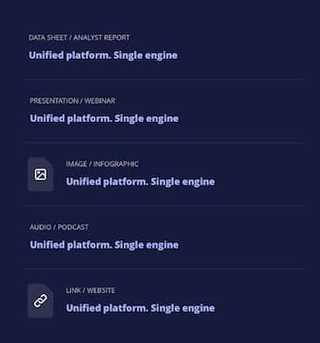 DATA SHEET / ANALYST REPORT
Unified platform. Single engine
PRESENTATION / WEBINAR
Unified platform. Single engine
IMAGE / INFOGRAPHIC
Unified platform. Single engine
AUDIO / PODCAST
Unified platform. Single engine
LINK / WEBSITE
Unified platform. Single engine